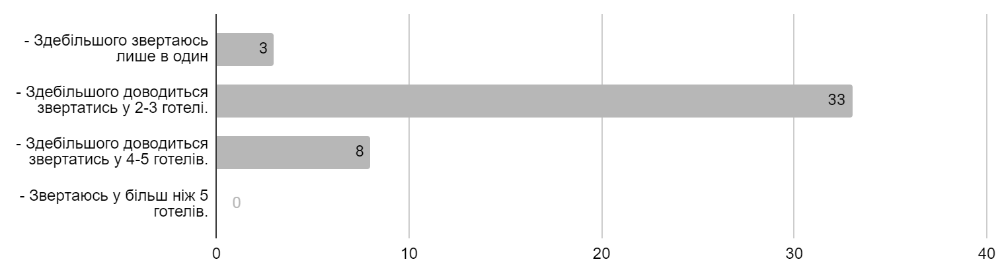 - Здебільшого звертаюсь
лише в один
3
- Здебільшого доводиться
звертатись у 2-3 готелі.
33
- Здебільшого доводиться
звертатись у 4-5 готелів.
8
- Звертаюсь у більш ніж 5
готелів.
0
0 10 20 30 40